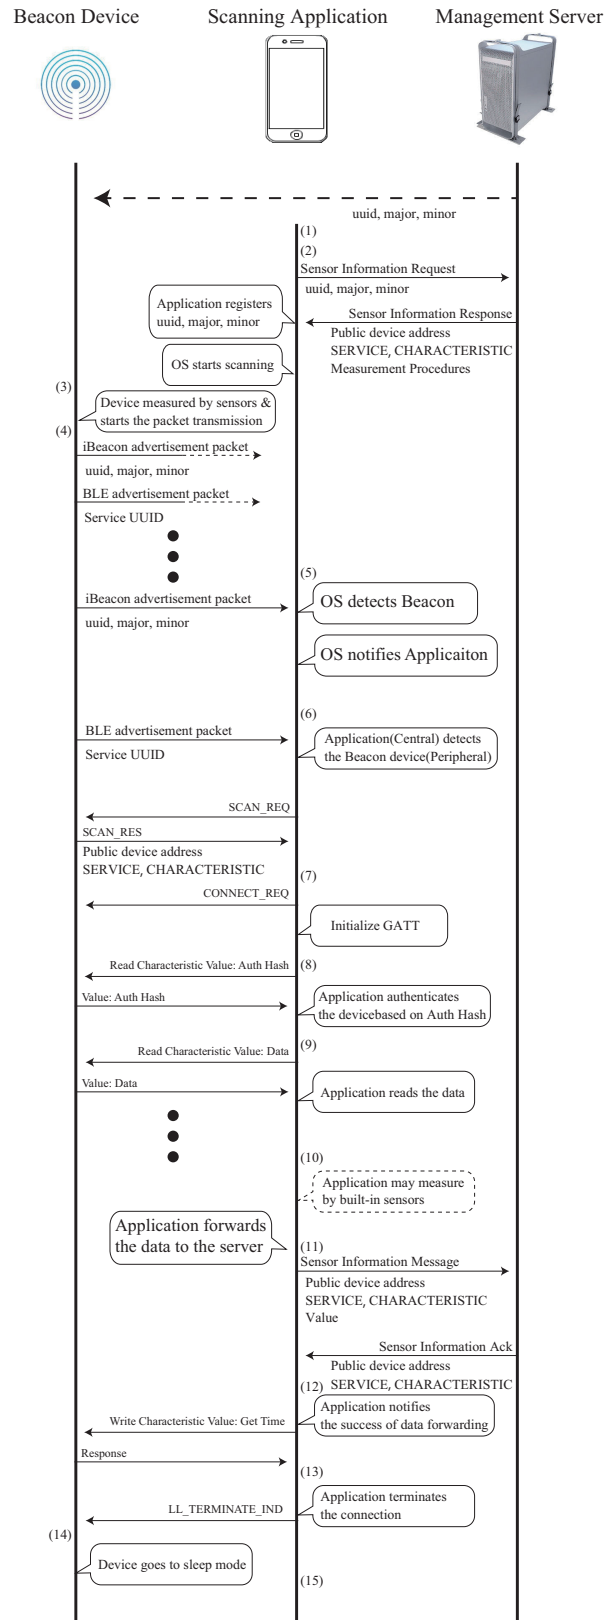 Beacon Device
Scanning Application
Management Server
uuid, major, minor
(1)
(2)
Sensor Information Request
uuid, major, minor
Application registers
uuid, major, minor
Sensor Information Response
Public device address
SERVICE, CHARACTERISTIC
Measurement Procedures
OS starts scanning
(3)
Device measured by sensors &
starts the packet transmission
(4)
iBeacon advertisement packet
uuid, major, minor
BLE advertisement packet
Service UUID
(5)
iBeacon advertisement packet
uuid, major, minor
OS detects Beacon
OS notifies Applicaiton
(6)
BLE advertisement packet
Service UUID
Application(Central) detects
the Beacon device(Peripheral)
SCAN_REQ
SCAN_RES
Public device address
SERVICE, CHARACTERISTIC
(7)
CONNECT_REQ
Initialize GATT
(8)
Read Characteristic Value: Auth Hash
Value: Auth Hash
Application authenticates
the devicebased on Auth Hash
(9)
Read Characteristic Value: Data
Value: Data
Application reads the data
(10)
Application may measure
by built-in sensors
Application forwards
the data to the server
(11)
Sensor Information Message
Public device address
SERVICE, CHARACTERISTIC
Value
Sensor Information Ack
Public device address
SERVICE, CHARACTERISTIC
(12)
Application notifies
the success of data forwarding
Write Characteristic Value: Get Time
Response
(13)
Application terminates
the connection
LL_TERMINATE_IND
(14)
Device goes to sleep mode
(15)